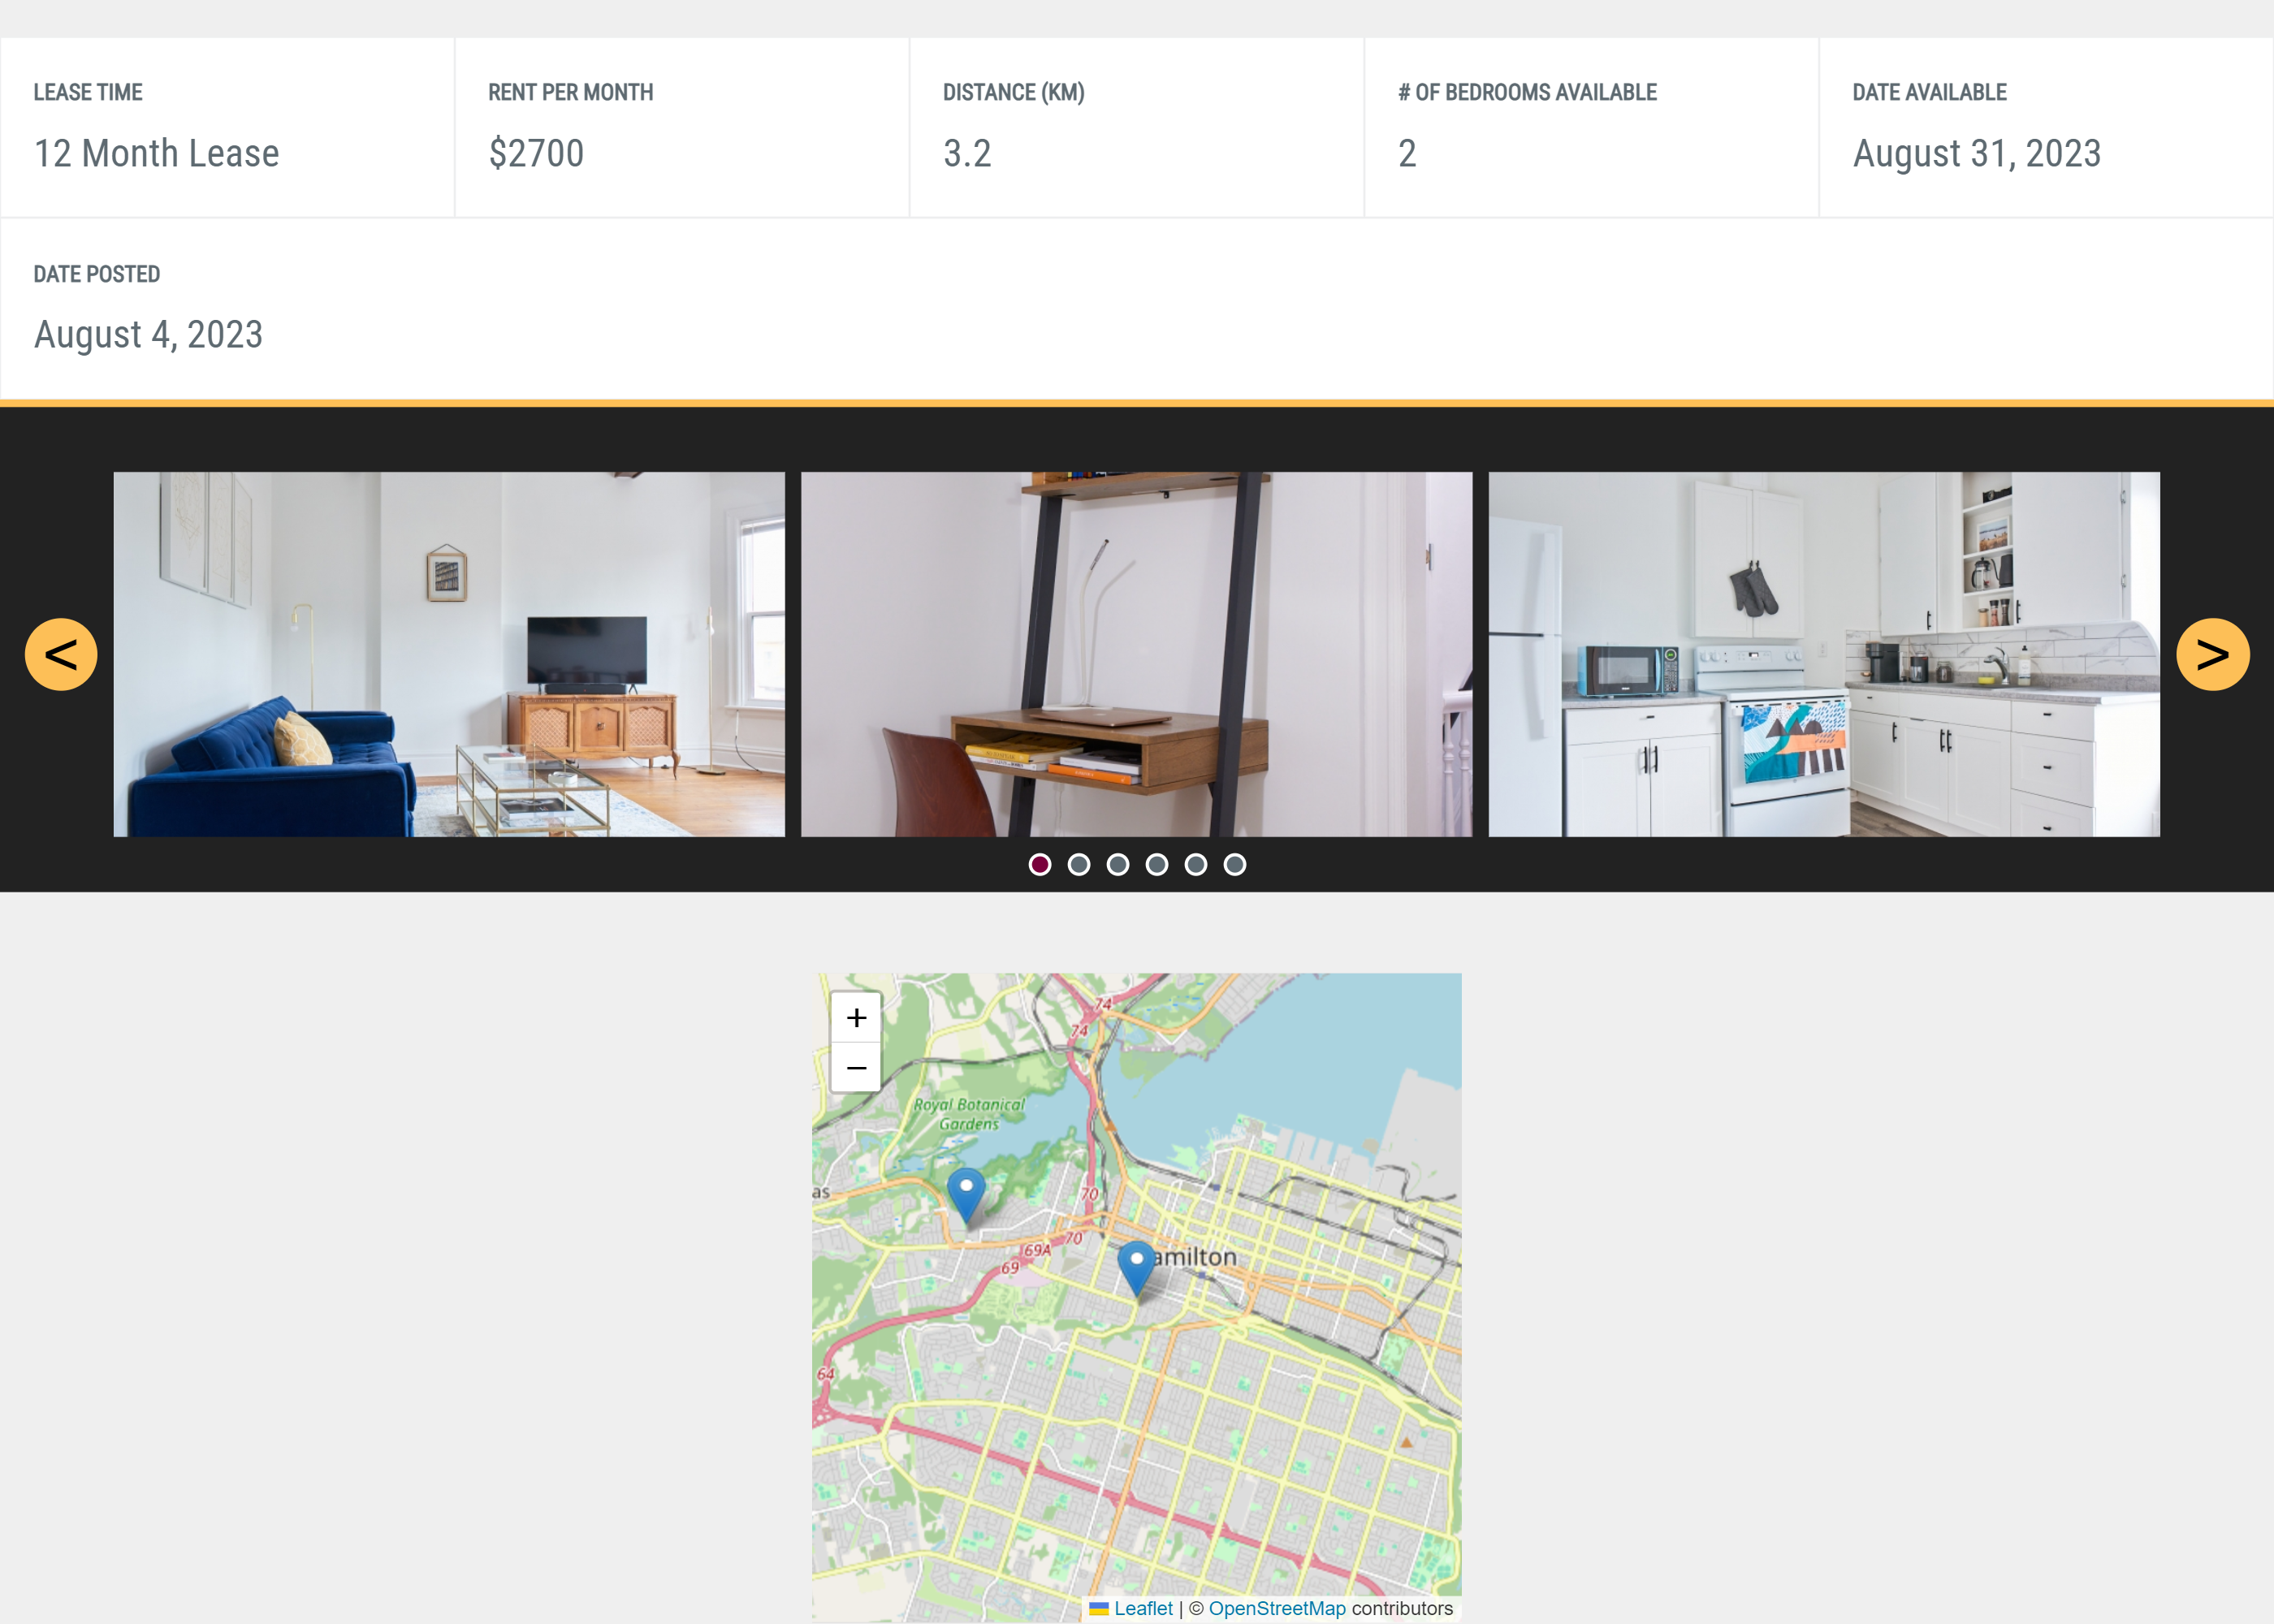 LEASE TIME
12 Month Lease
RENT PER MONTH
$2700
DISTANCE (KM)
3.2
# OF BEDROOMS AVAILABLE
2
DATE AVAILABLE
August 31, 2023
DATE POSTED
August 4, 2023
<
>
+
−
74
74
Royal Botanical
Gardens
as
70
70
69A
69
amilton
64
Leaflet | © OpenStreetMap contributors